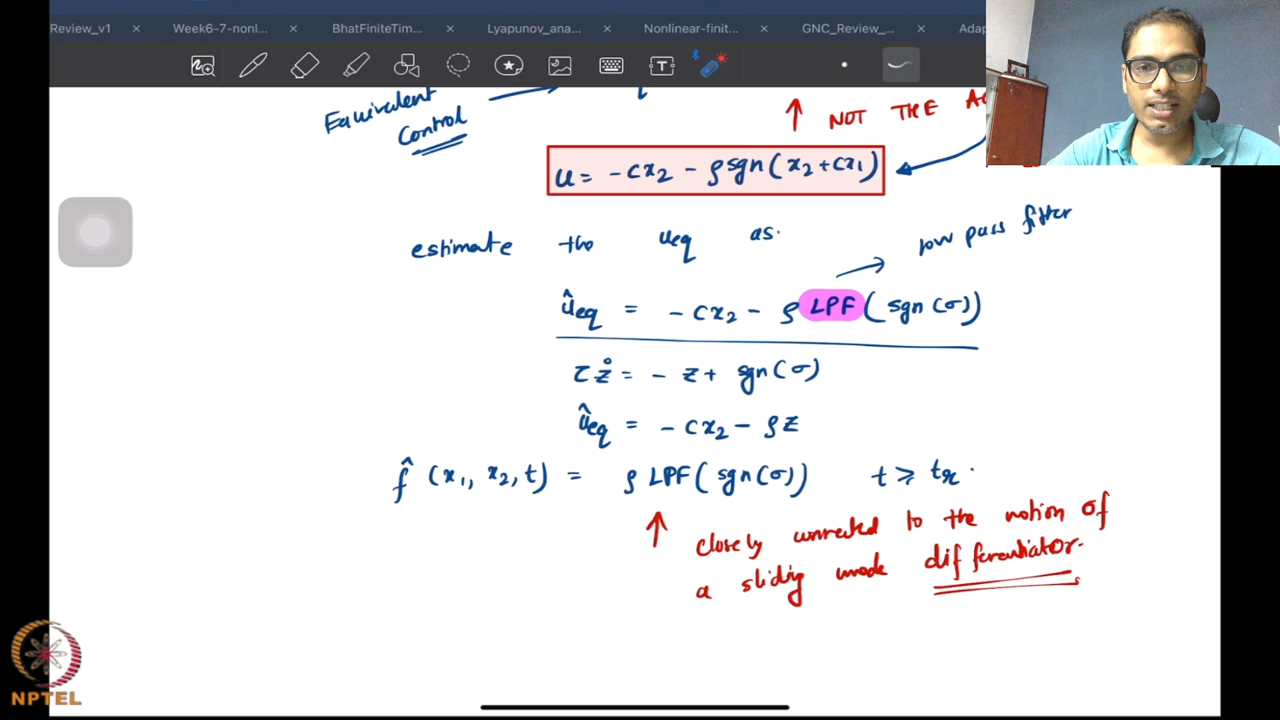 Review_v1 × Week6-7-nonl... × BhatFiniteTim... × Lyapunov_ana... × Nonlinear-finit... × GNC_Review_... × Adap
Equivalent Control
NOT THE
u = -cx₂ - ρsgn(x₂+cx₁)
estimate the ueq as.
low pass filter
ûeq = -cx₂ - ρ LPF(sgn(σ))
τż = -z + sgn(σ)
ûeq = -cx₂ - ρz
f̂(x₁, x₂, t) = ρ LPF(sgn(σ)) t ≥ tr.
closely connected to the notion of
a sliding mode differentiator.
NPTEL